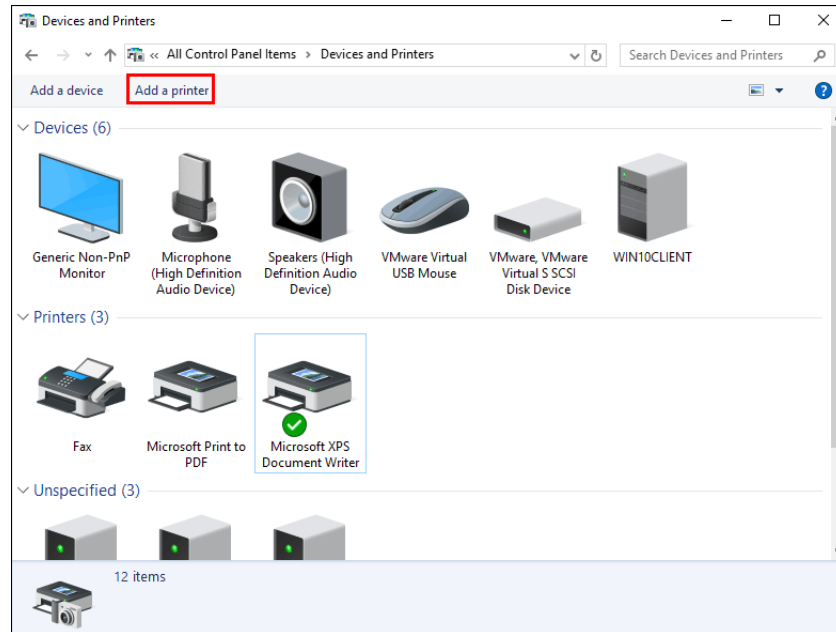 Devices and Printers
« All Control Panel Items › Devices and Printers
Search Devices and Printers
Add a device
Add a printer
?
Devices (6)
Generic Non-PnP
Monitor
Microphone
(High Definition
Audio Device)
Speakers (High
Definition Audio
Device)
VMware Virtual
USB Mouse
VMware, VMware
Virtual S SCSI
Disk Device
WIN10CLIENT
Printers (3)
Fax
Microsoft Print to
PDF
Microsoft XPS
Document Writer
Unspecified (3)
12 items